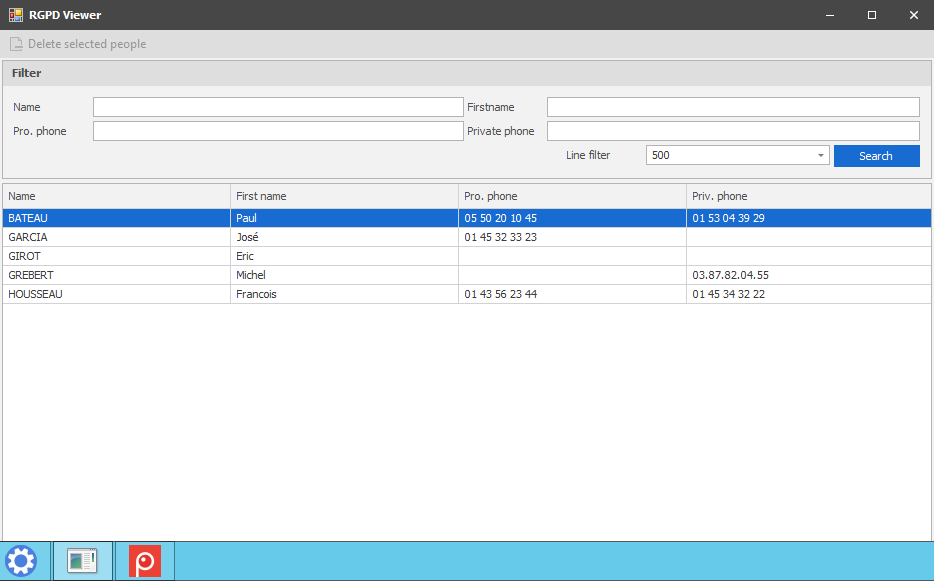 RGPD Viewer
Delete selected people
Filter
Name Firstname
Pro. phone Private phone
Line filter 500 Search
Name First name Pro. phone Priv. phone
BATEAU Paul 05 50 20 10 45 01 53 04 39 29
GARCIA José 01 45 32 33 23
GIROT Eric
GREBERT Michel 03.87.82.04.55
HOUSSEAU Francois 01 43 56 23 44 01 45 34 32 22